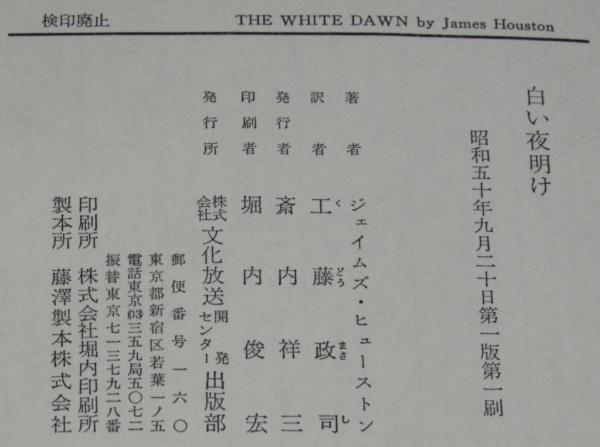 検印廃止
THE WHITE DAWN by James Houston
白い夜明け
昭和五十年九月二十日第一版第一刷
著者 ジェイムズ・ヒューストン
訳者 工藤政司
くどうまさし
発行者 斎内祥三
印刷者 堀内俊宏
発行所 株式会社文化放送開発センター出版部
郵便番号一六〇
東京都新宿区若葉一ノ五
電話東京(03)三五九局五〇七二
振替東京七一三七九二八番
印刷所 株式会社堀内印刷所
製本所 藤澤製本株式会社